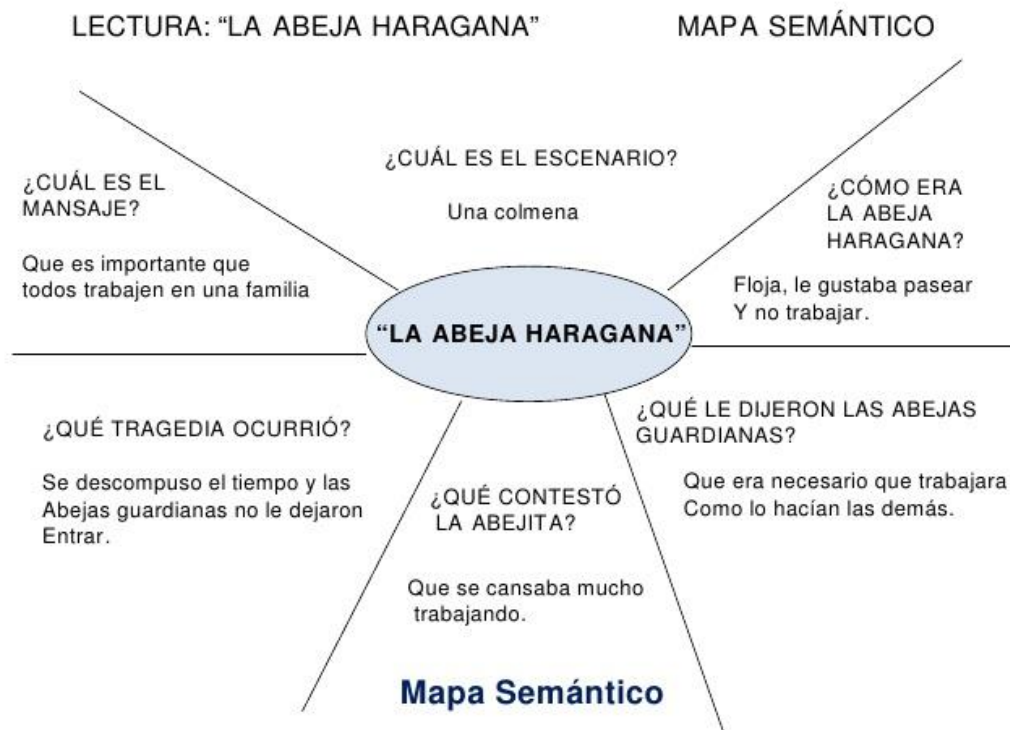 LECTURA: “LA ABEJA HARAGANA”
MAPA SEMÁNTICO
¿CUÁL ES EL ESCENARIO?
Una colmena
¿CUÁL ES EL
MANSAJE?
Que es importante que
todos trabajen en una familia
¿CÓMO ERA
LA ABEJA
HARAGANA?
Floja, le gustaba pasear
Y no trabajar.
“LA ABEJA HARAGANA”
¿QUÉ TRAGEDIA OCURRIÓ?
Se descompuso el tiempo y las
Abejas guardianas no le dejaron
Entrar.
¿QUÉ CONTESTÓ
LA ABEJITA?
Que se cansaba mucho
trabajando.
¿QUÉ LE DIJERON LAS ABEJAS
GUARDIANAS?
Que era necesario que trabajara
Como lo hacían las demás.
Mapa Semántico